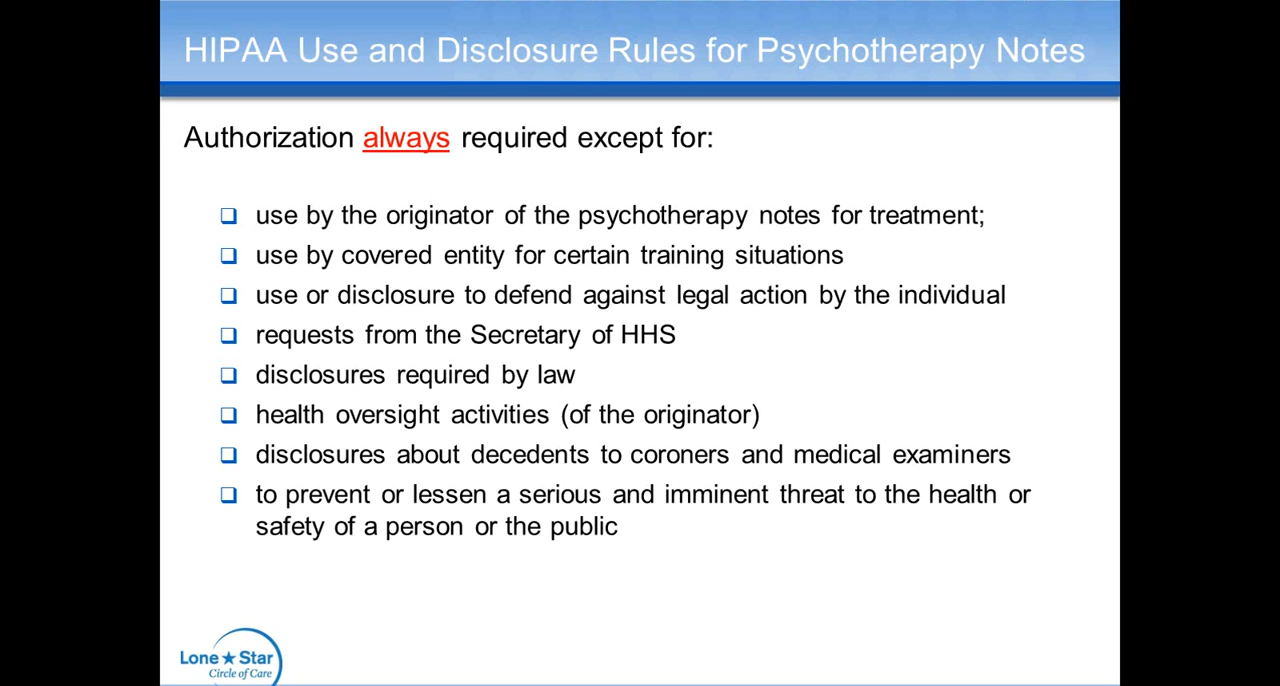 HIPAA Use and Disclosure Rules for Psychotherapy Notes
Authorization always required except for:
use by the originator of the psychotherapy notes for treatment;
use by covered entity for certain training situations
use or disclosure to defend against legal action by the individual
requests from the Secretary of HHS
disclosures required by law
health oversight activities (of the originator)
disclosures about decedents to coroners and medical examiners
to prevent or lessen a serious and imminent threat to the health or
safety of a person or the public
Lone★Star
Circle of Care